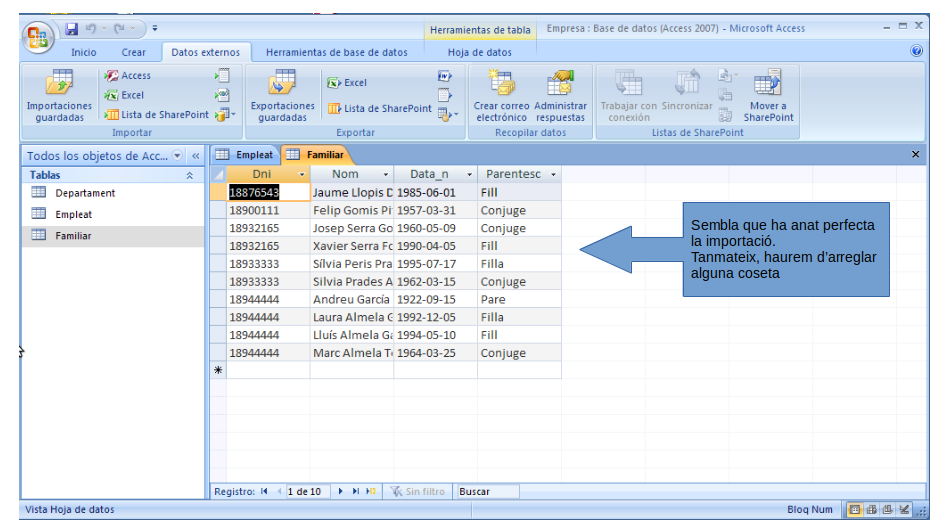 Herramientas de tabla
Empresa : Base de datos (Access 2007) - Microsoft Access
Inicio Crear Datos externos Herramientas de base de datos Hoja de datos
Importaciones guardadas
Access
Excel
Lista de SharePoint
Importar
Exportaciones guardadas
Excel
Lista de SharePoint
Exportar
Crear correo electrónico
Administrar respuestas
Recopilar datos
Trabajar con conexión
Sincronizar
Mover a SharePoint
Listas de SharePoint
Todos los objetos de Acc... «
Tablas
Departament
Empleat
Familiar
Empleat Familiar
Dni Nom Data_n Parentesc
18876543 Jaume Llopis D 1985-06-01 Fill
18900111 Felip Gomis Pi 1957-03-31 Conjuge
18932165 Josep Serra Go 1960-05-09 Conjuge
18932165 Xavier Serra Fo 1990-04-05 Fill
18933333 Sílvia Peris Pra 1995-07-17 Filla
18933333 Silvia Prades A 1962-03-15 Conjuge
18944444 Andreu García 1922-09-15 Pare
18944444 Laura Almela G 1992-12-05 Filla
18944444 Lluís Almela Ga 1994-05-10 Fill
18944444 Marc Almela T 1964-03-25 Conjuge
Sembla que ha anat perfecta
la importació.
Tanmateix, haurem d'arreglar
alguna coseta
Registro: 1 de 10 Sin filtro Buscar
Vista Hoja de datos
Bloq Num